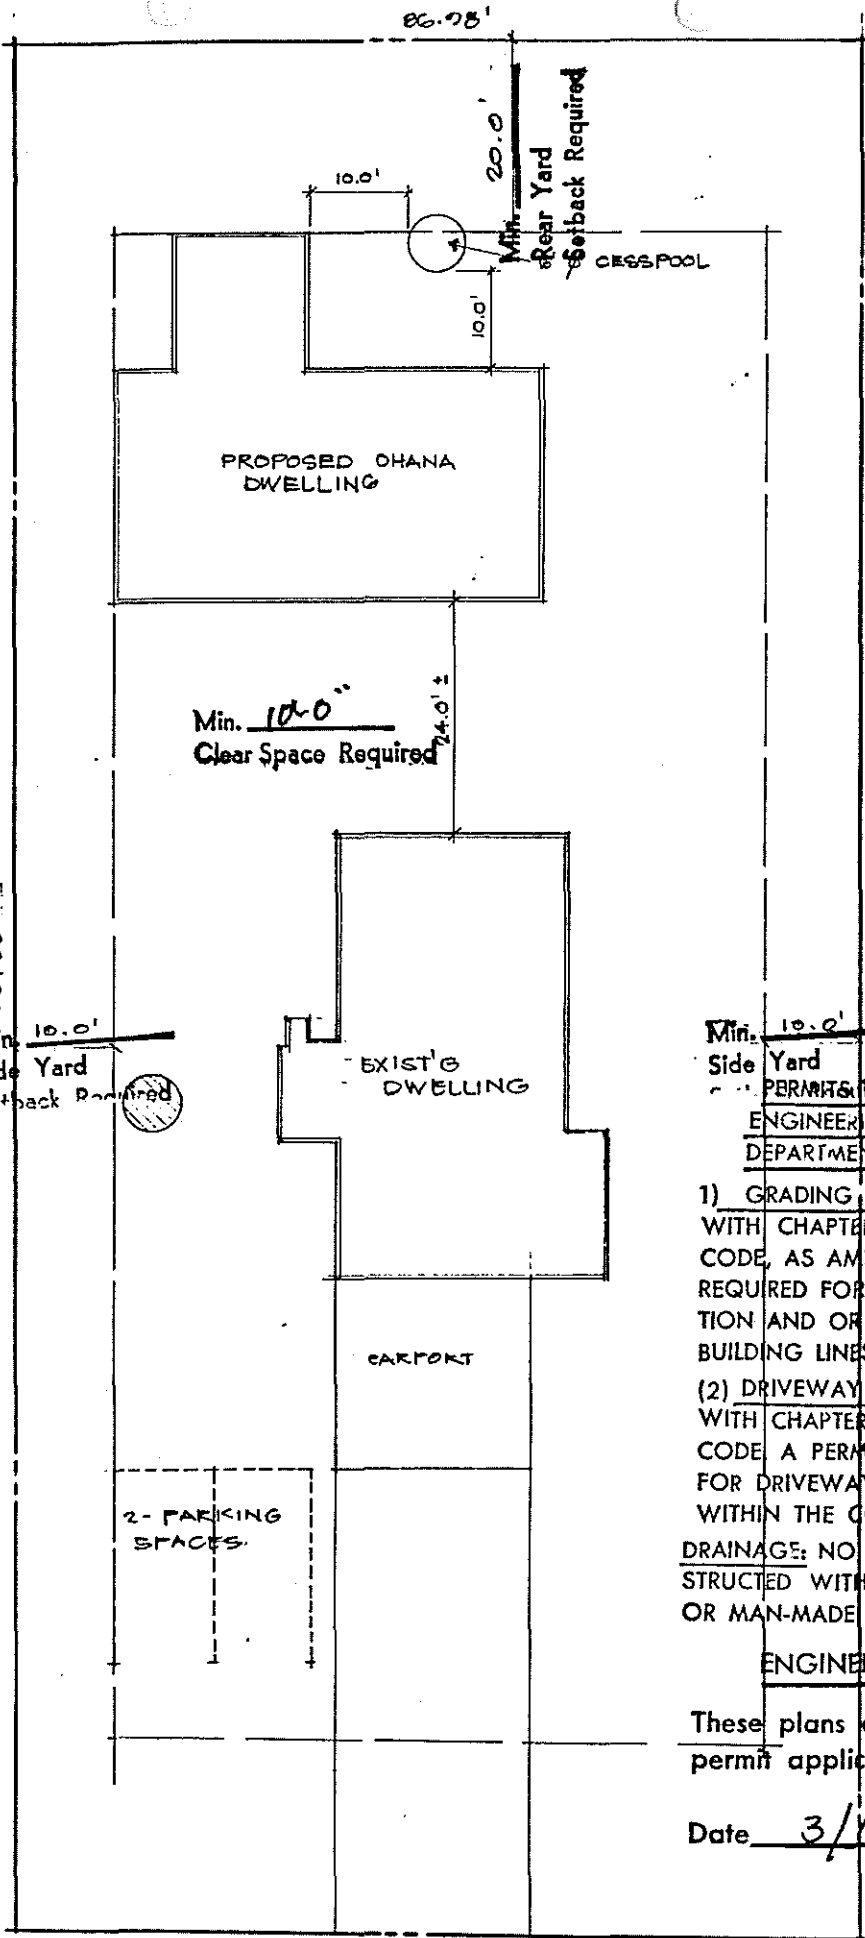 86.98'
20.0'
Min.
Rear Yard
Setback Required
10.0'
CESSPOOL
10.0'
PROPOSED OHANA
DWELLING
Min. 10-0"
Clear Space Required
24.0' ±
10.0'
Yard
Required
EXIST'G
DWELLING
Min. 10.0'
Side Yard
PERMITS
ENGINEER
DEPARTME
1) GRADING
WITH CHAPTE
CODE, AS AM
REQUIRED FOR
TION AND OR
BUILDING LINES
(2) DRIVEWAY
WITH CHAPTER
CODE A PERM
FOR DRIVEWAY
WITHIN THE
DRAINAGE: NO
STRUCTED WITH
OR MAN-MADE
ENGINE
CARPORT
2- PARKING
SPACES.
These plans
permit applic
Date 3/